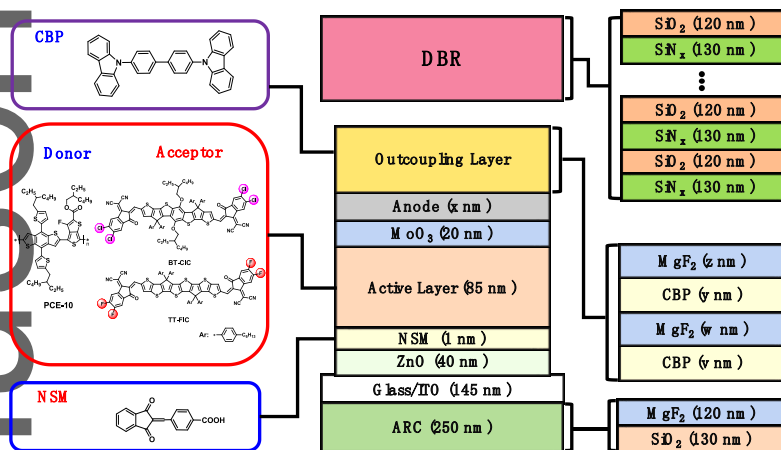 CBP
N
N
Donor
Acceptor
PCE-10
BT-CIC
TT-FIC
Ar:
NSM
COOH
DBR
Outcoupling Layer
Anode (x nm)
MoO3 (20 nm)
Active Layer (85 nm)
NSM (1 nm)
ZnO (40 nm)
Glass/ITO (145 nm)
ARC (250 nm)
SiO2 (120 nm)
SiNx (130 nm)
SiO2 (120 nm)
SiNx (130 nm)
SiO2 (120 nm)
SiNx (130 nm)
MgF2 (z nm)
CBP (y nm)
MgF2 (w nm)
CBP (v nm)
MgF2 (120 nm)
SiO2 (130 nm)